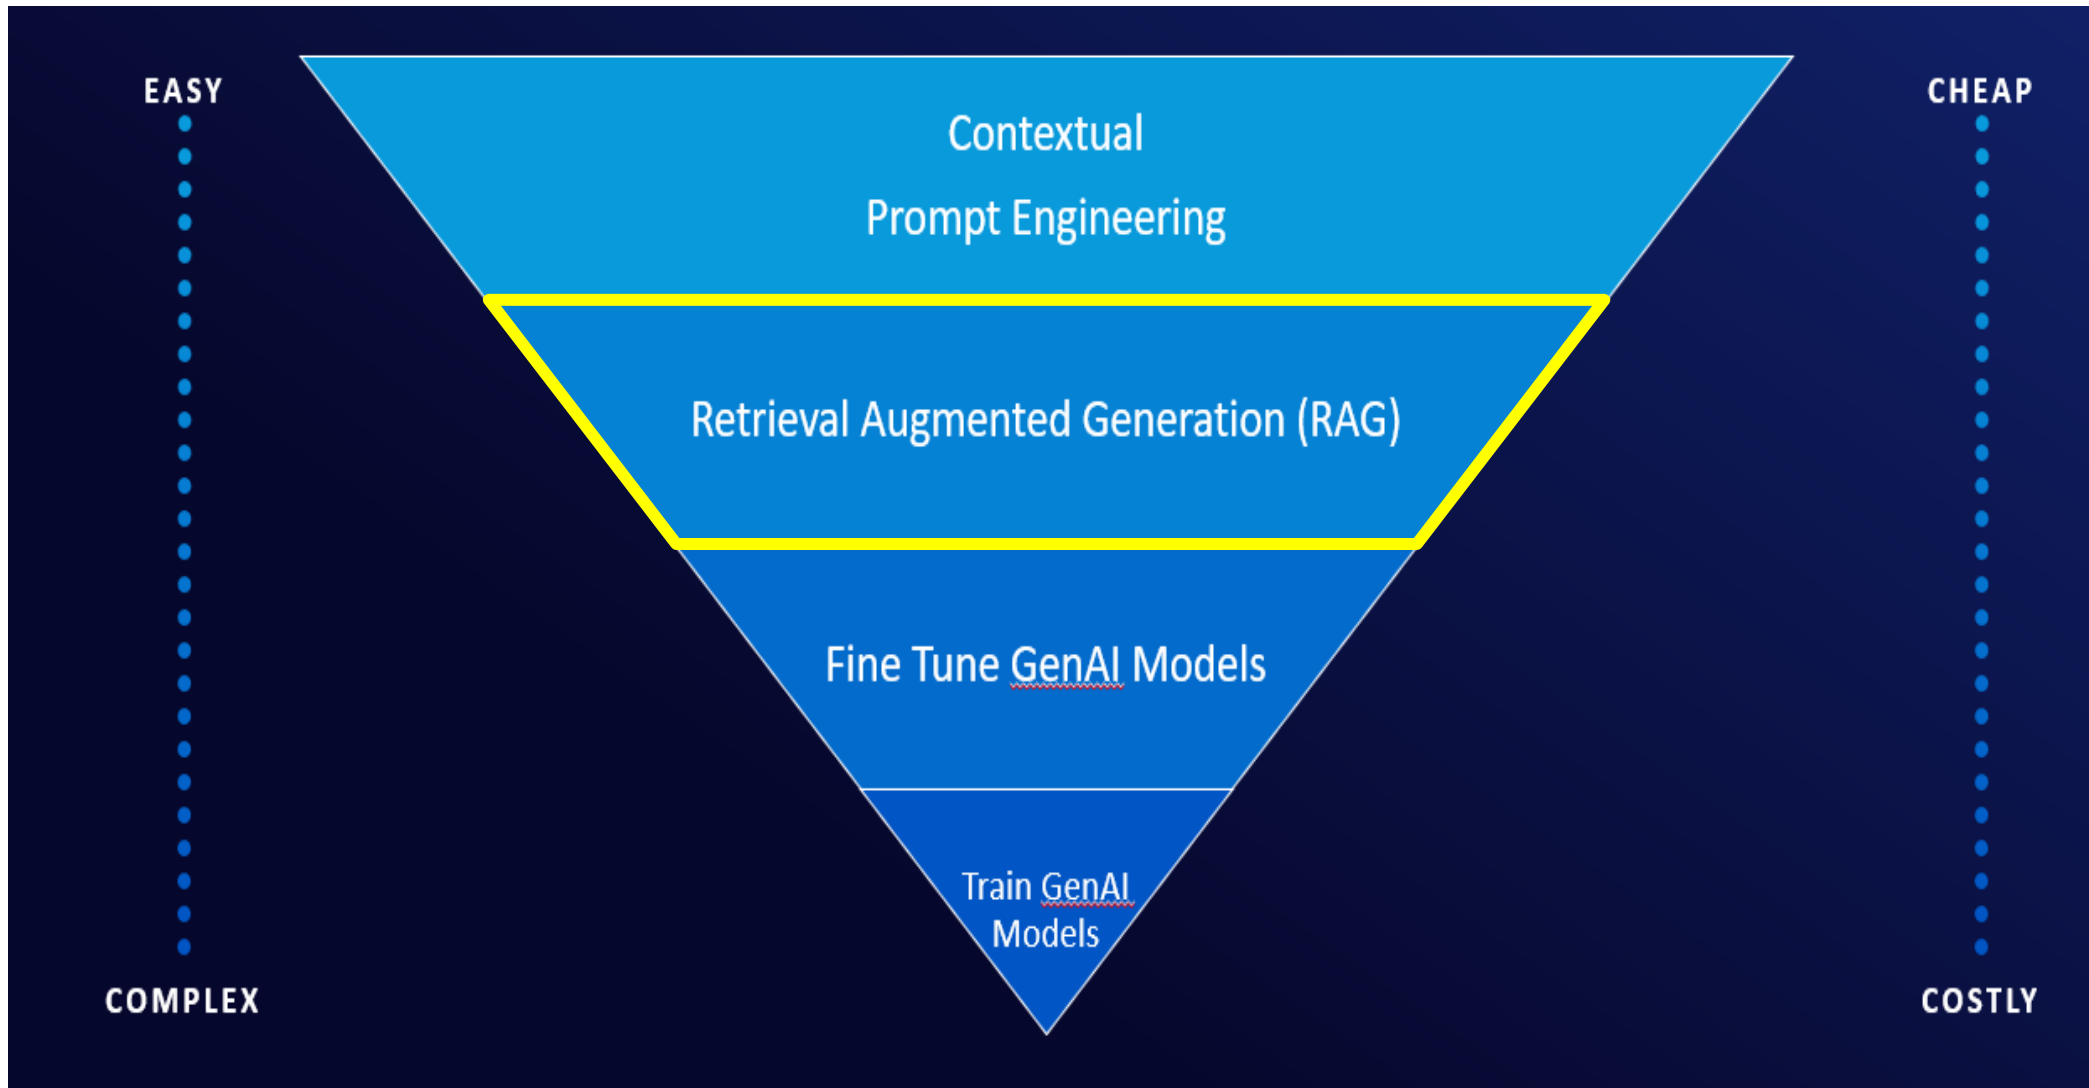 EASY
CHEAP
Contextual
Prompt Engineering
Retrieval Augmented Generation (RAG)
Fine Tune GenAI Models
Train GenAI
Models
COMPLEX
COSTLY